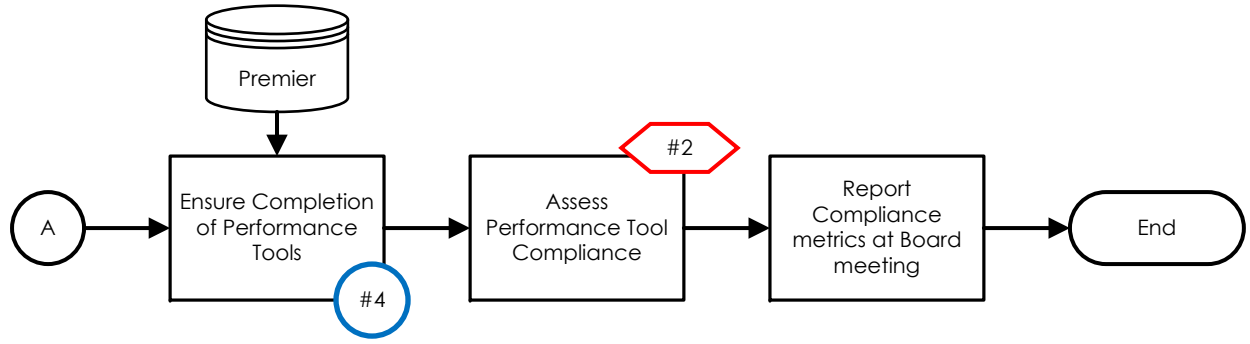 Premier
A
Ensure Completion
of Performance
Tools
#4
Assess
Performance Tool
Compliance
#2
Report
Compliance
metrics at Board
meeting
End